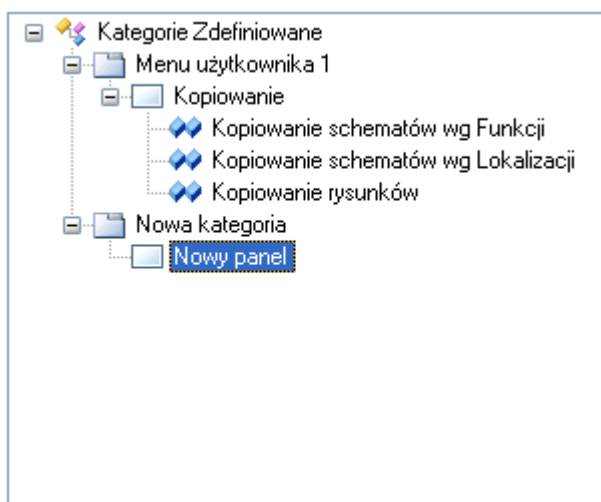 Kategorie Zdefiniowane
Menu użytkownika 1
Kopiowanie
Kopiowanie schematów wg Funkcji
Kopiowanie schematów wg Lokalizacji
Kopiowanie rysunków
Nowa kategoria
Nowy panel